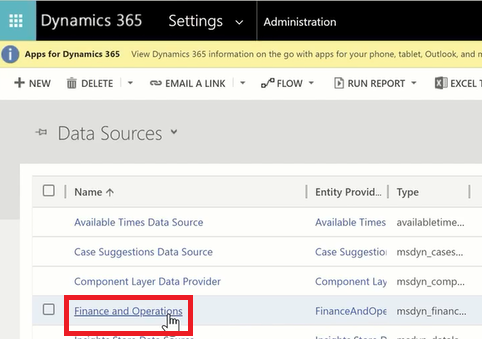 Dynamics 365 Settings Administration
Apps for Dynamics 365 View Dynamics 365 information on the go with apps for your phone, tablet, Outlook, and
NEW DELETE EMAIL A LINK FLOW RUN REPORT EXCEL
Data Sources
Name Entity Provid... Type
Available Times Data Source Available Times availabletime...
Case Suggestions Data Source Case Suggestion msdyn_cases...
Component Layer Data Provider Component Lay msdyn_comp...
Finance and Operations FinanceAndOpe msdyn_financ...